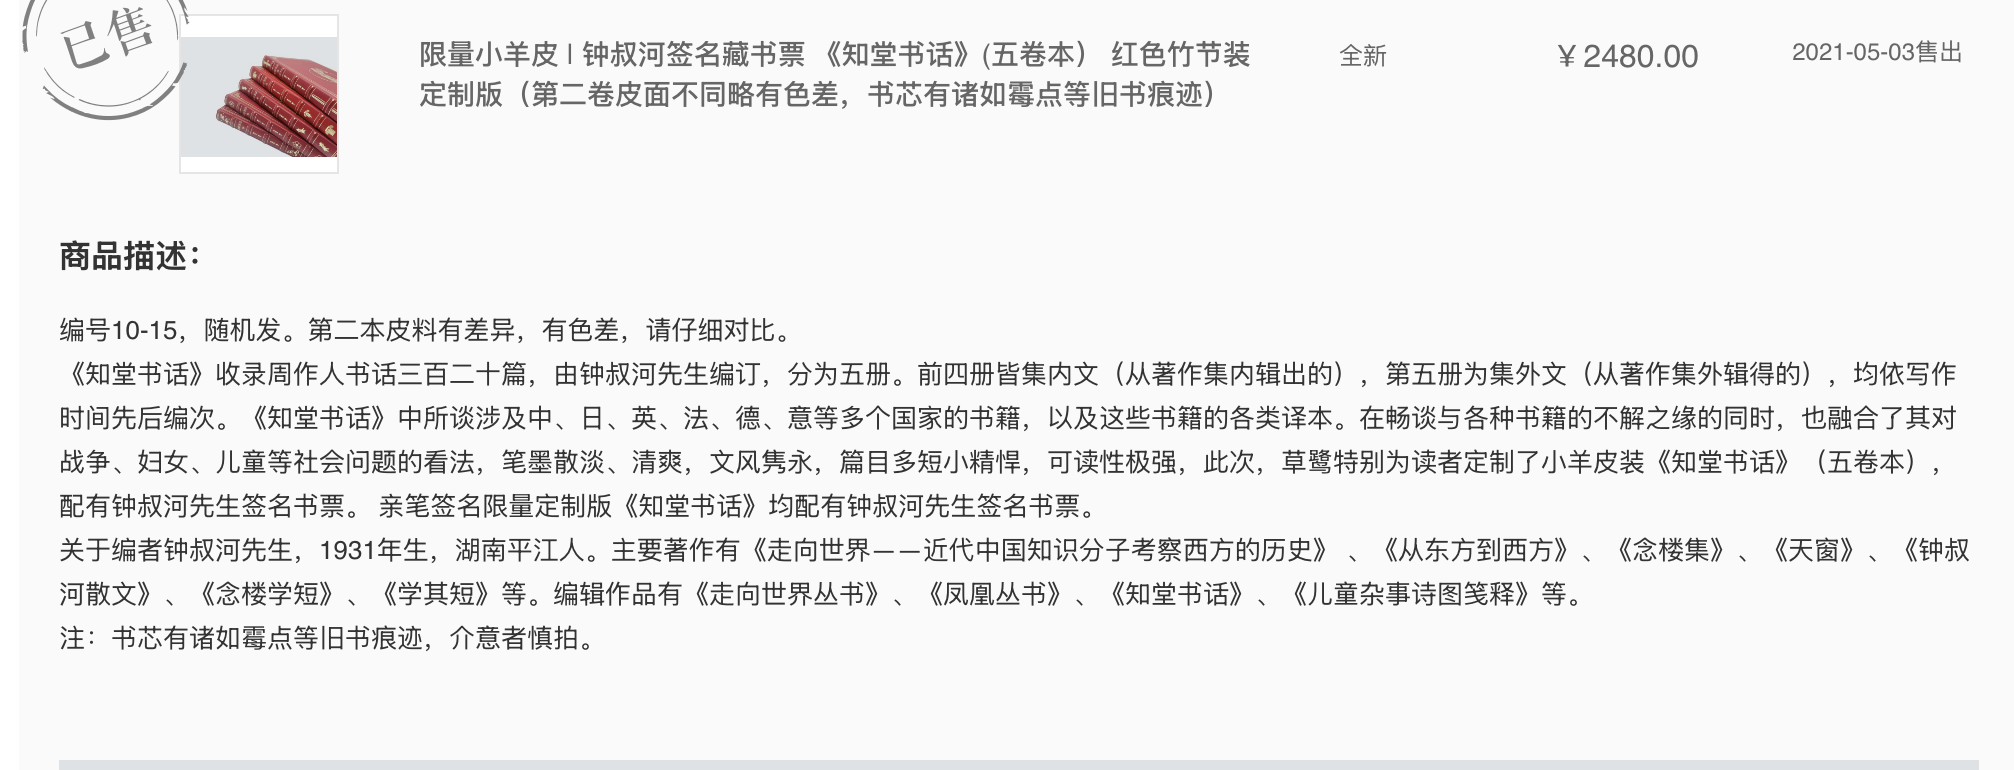 已售
限量小羊皮 | 钟叔河签名藏书票 《知堂书话》(五卷本） 红色竹节装
定制版（第二卷皮面不同略有色差，书芯有诸如霉点等旧书痕迹）
全新
￥2480.00
2021-05-03售出
商品描述：
编号10-15，随机发。第二本皮料有差异，有色差，请仔细对比。
《知堂书话》收录周作人书话三百二十篇，由钟叔河先生编订，分为五册。前四册皆集内文（从著作集内辑出的），第五册为集外文（从著作集外辑得的），均依写作
时间先后编次。《知堂书话》中所谈涉及中、日、英、法、德、意等多个国家的书籍，以及这些书籍的各类译本。在畅谈与各种书籍的不解之缘的同时，也融合了其对
战争、妇女、儿童等社会问题的看法，笔墨散淡、清爽，文风隽永，篇目多短小精悍，可读性极强，此次，草鹭特别为读者定制了小羊皮装《知堂书话》（五卷本），
配有钟叔河先生签名书票。 亲笔签名限量定制版《知堂书话》均配有钟叔河先生签名书票。
关于编者钟叔河先生，1931年生，湖南平江人。主要著作有《走向世界——近代中国知识分子考察西方的历史》 、《从东方到西方》、《念楼集》、《天窗》、《钟叔
河散文》、《念楼学短》、《学其短》等。编辑作品有《走向世界丛书》、《凤凰丛书》、《知堂书话》、《儿童杂事诗图笺释》等。
注：书芯有诸如霉点等旧书痕迹，介意者慎拍。